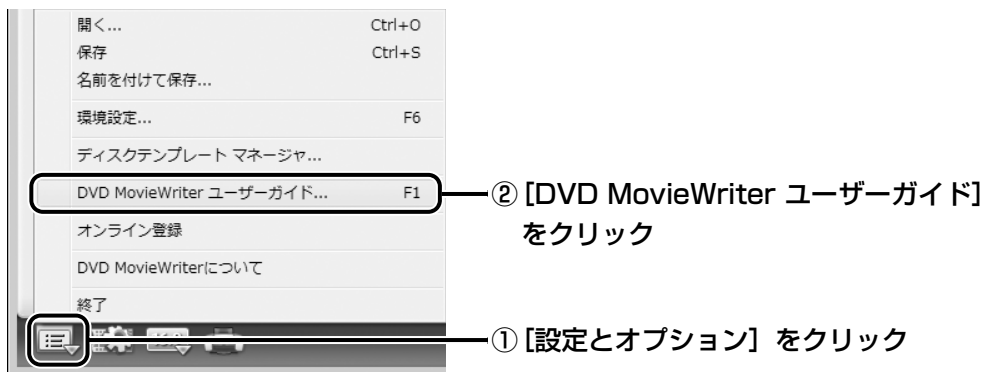 開く... Ctrl+O
保存 Ctrl+S
名前を付けて保存...
環境設定... F6
ディスクテンプレート マネージャ...
DVD MovieWriter ユーザーガイド... F1
②[DVD MovieWriter ユーザーガイド]
をクリック
オンライン登録
DVD MovieWriterについて
終了
①[設定とオプション]をクリック